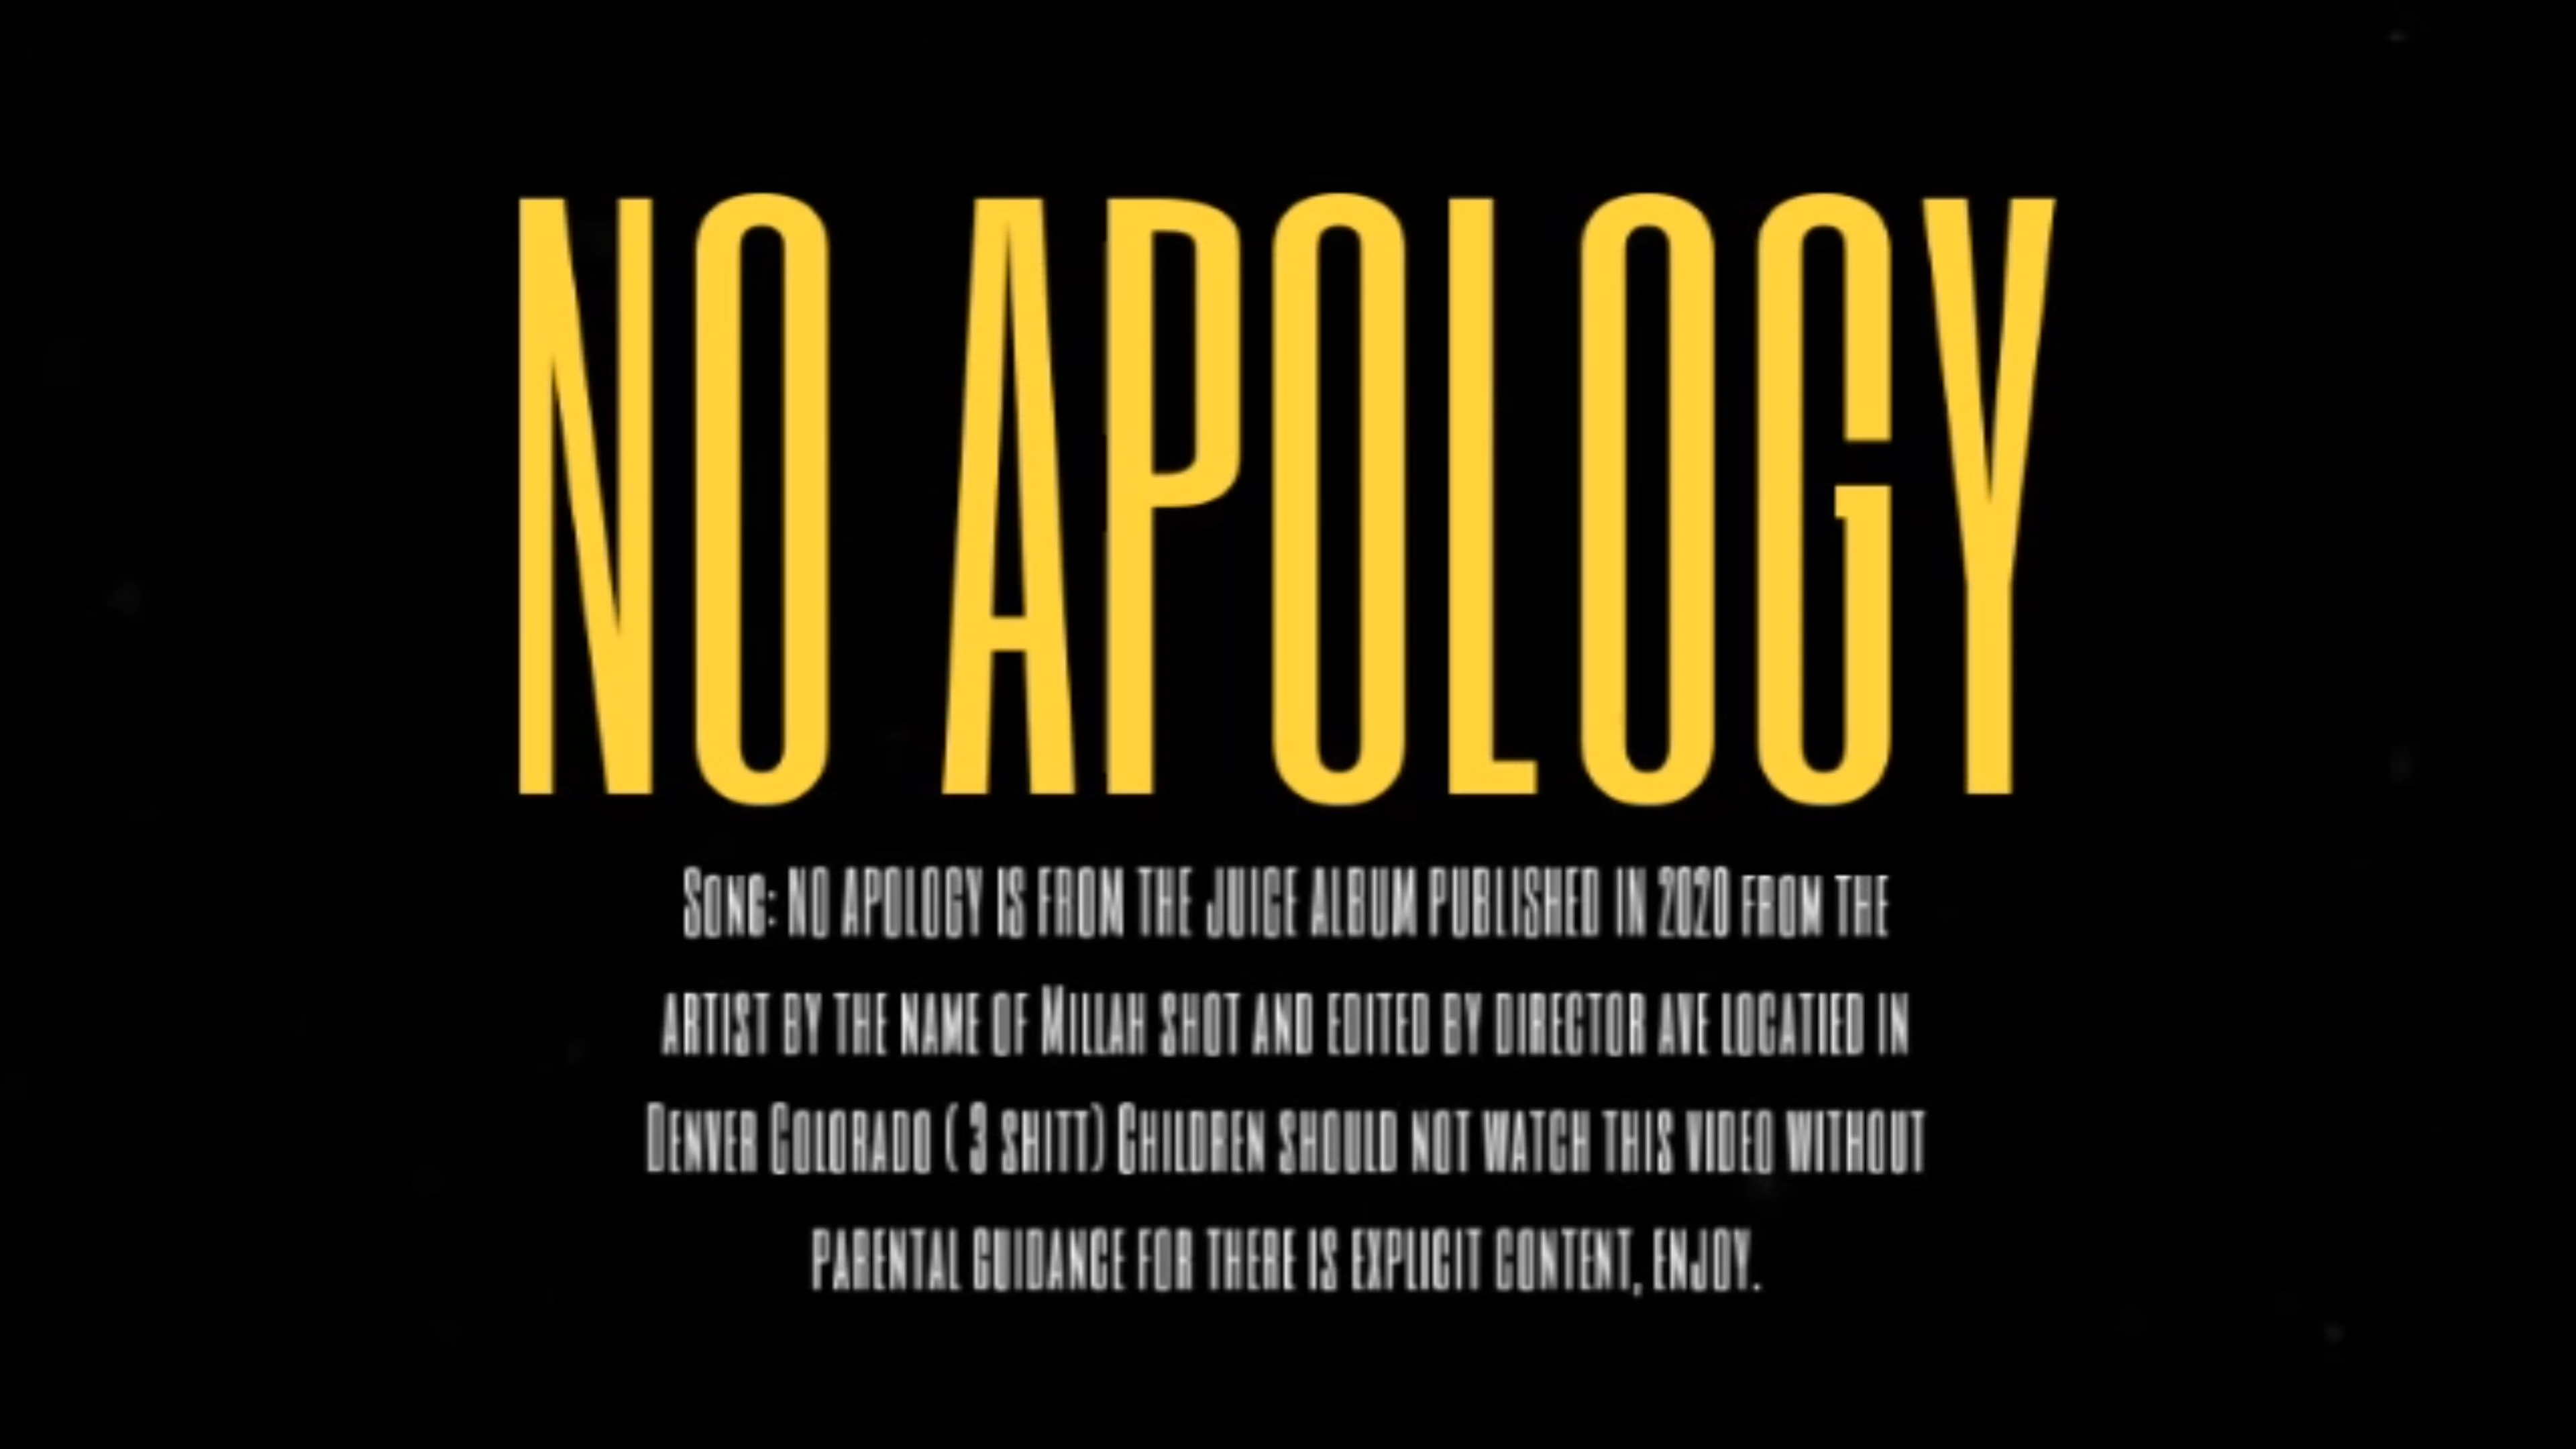 NO APOLOGY
Song: NO APOLOGY IS FROM THE JUICE ALBUM PUBLISHED IN 2020 FROM THE
ARTIST BY THE NAME OF MILLAH SHOT AND EDITED BY DIRECTOR AVE LOCATIED IN
DENVER COLORADO ( 3 SHITT) CHILDREN SHOULD NOT WATCH THIS VIDEO WITHOUT
PARENTAL GUIDANCE FOR THERE IS EXPLICIT CONTENT, ENJOY.